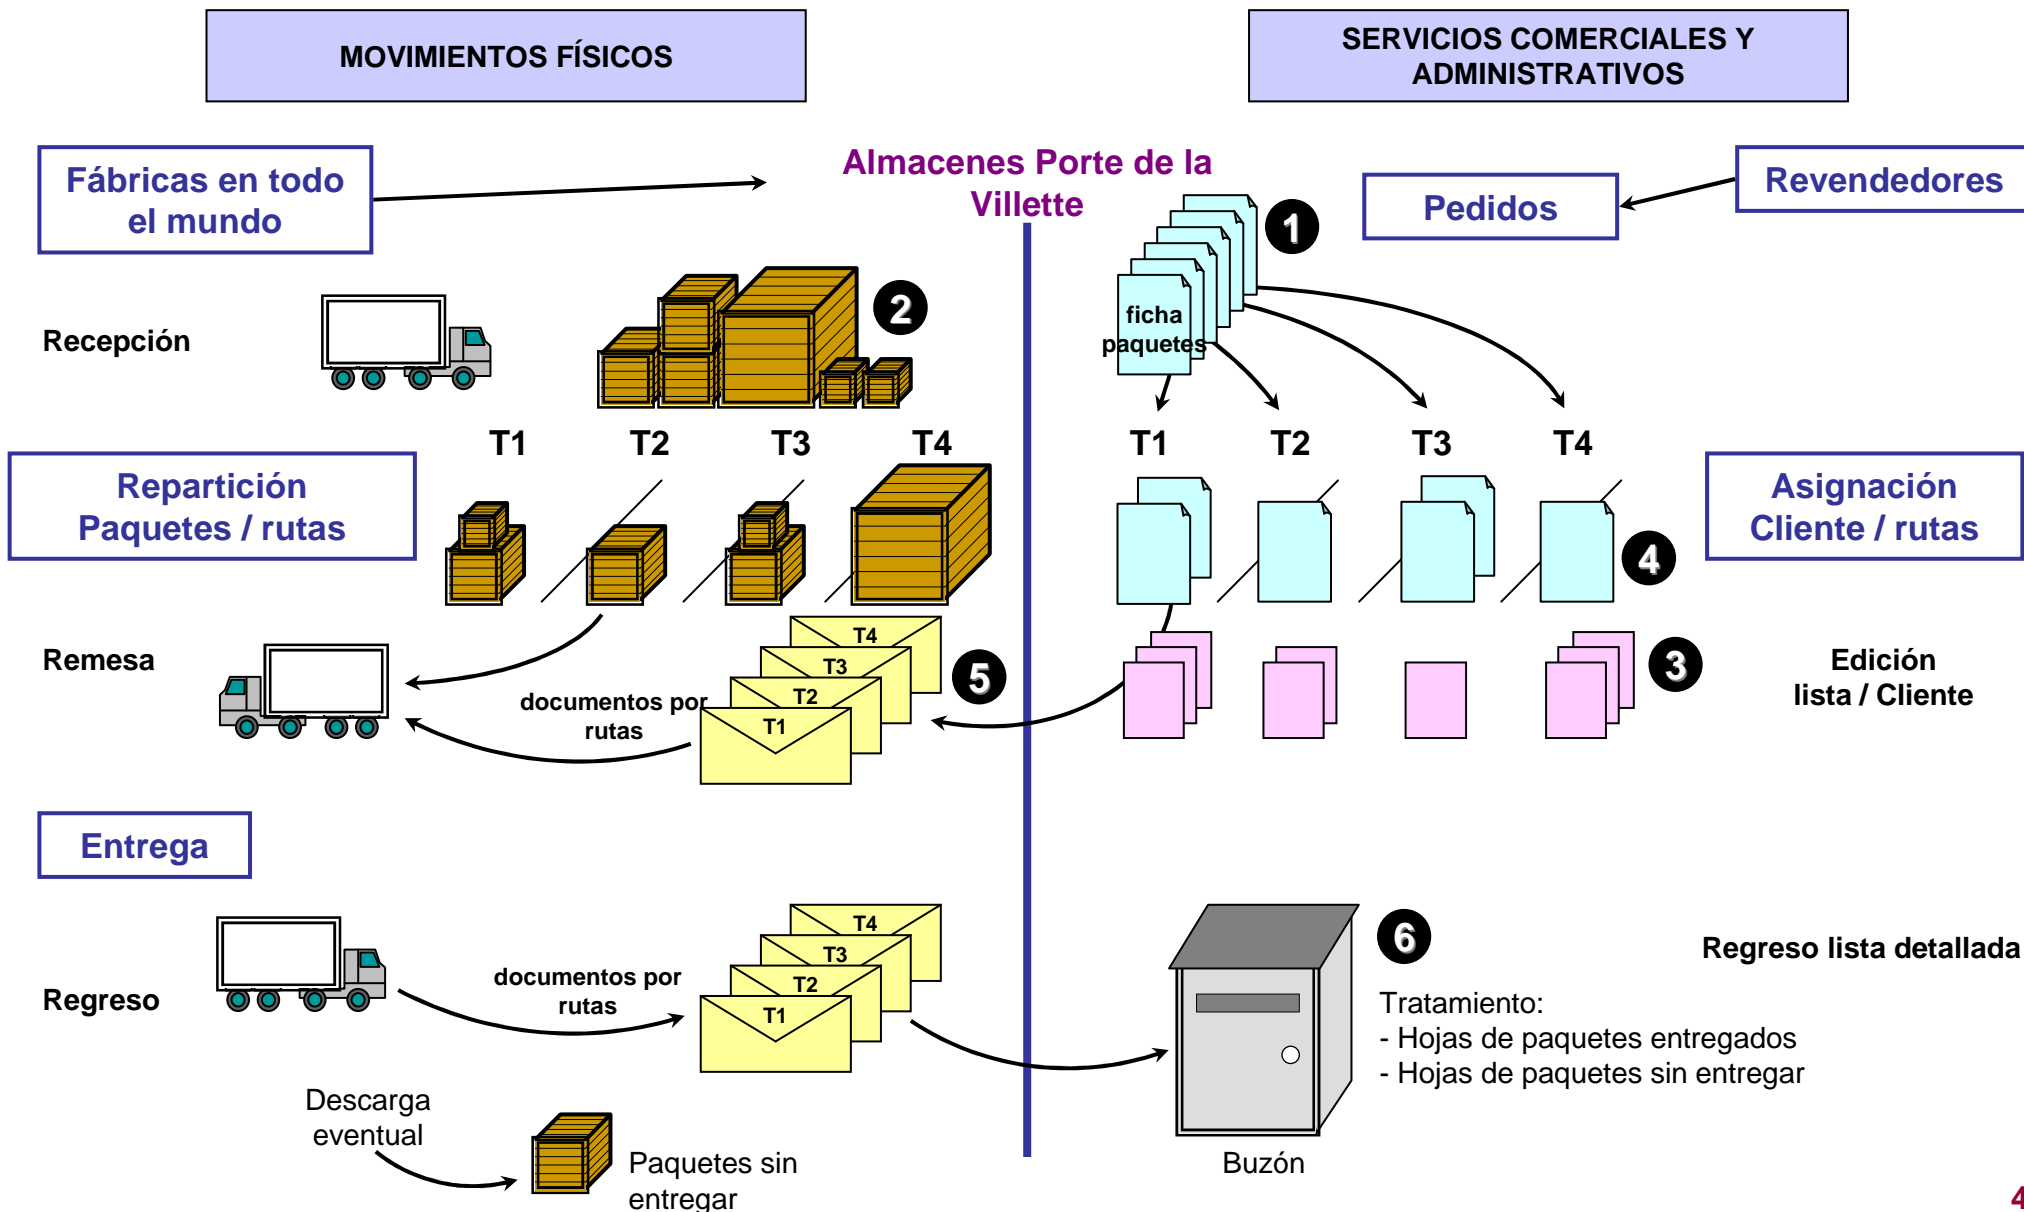 MOVIMIENTOS FÍSICOS
SERVICIOS COMERCIALES Y
ADMINISTRATIVOS
Fábricas en todo
el mundo
Almacenes Porte de la
Villette
Pedidos
Revendedores
1
2
Recepción
ficha
paquetes
T1
T2
T3
T4
T1
T2
T3
T4
Repartición
Paquetes / rutas
Asignación
Cliente / rutas
4
Remesa
documentos por
rutas
T4
T3
T2
T1
5
3
Edición
lista / Cliente
Entrega
Regreso
documentos por
rutas
T4
T3
T2
T1
6
Regreso lista detallada
Tratamiento:
- Hojas de paquetes entregados
- Hojas de paquetes sin entregar
Descarga
eventual
Paquetes sin
entregar
Buzón
4